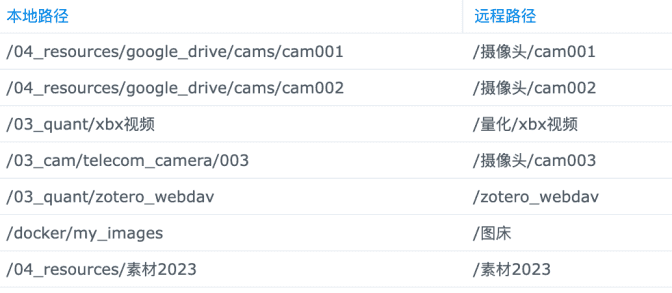 本地路径 远程路径
/04_resources/google_drive/cams/cam001 /摄像头/cam001
/04_resources/google_drive/cams/cam002 /摄像头/cam002
/03_quant/xbx视频 /量化/xbx视频
/03_cam/telecom_camera/003 /摄像头/cam003
/03_quant/zotero_webdav /zotero_webdav
/docker/my_images /图床
/04_resources/素材2023 /素材2023